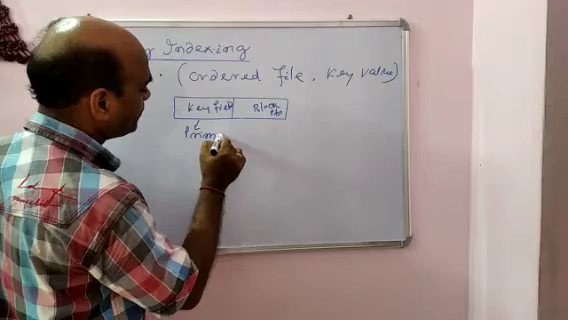 y Indexing
(ordered file, Key value)
Key field Block Ptr
Prim